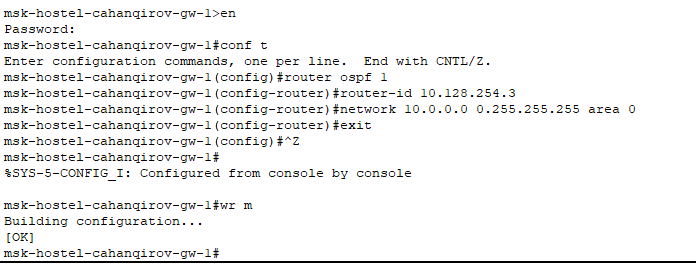 msk-hostel-cahanqirov-gw-1>en
Password:
msk-hostel-cahanqirov-gw-1#conf t
Enter configuration commands, one per line.  End with CNTL/Z.
msk-hostel-cahanqirov-gw-1(config)#router ospf 1
msk-hostel-cahanqirov-gw-1(config-router)#router-id 10.128.254.3
msk-hostel-cahanqirov-gw-1(config-router)#network 10.0.0.0 0.255.255.255 area 0
msk-hostel-cahanqirov-gw-1(config-router)#exit
msk-hostel-cahanqirov-gw-1(config)#^Z
msk-hostel-cahanqirov-gw-1#
%SYS-5-CONFIG_I: Configured from console by console

msk-hostel-cahanqirov-gw-1#wr m
Building configuration...
[OK]
msk-hostel-cahanqirov-gw-1#